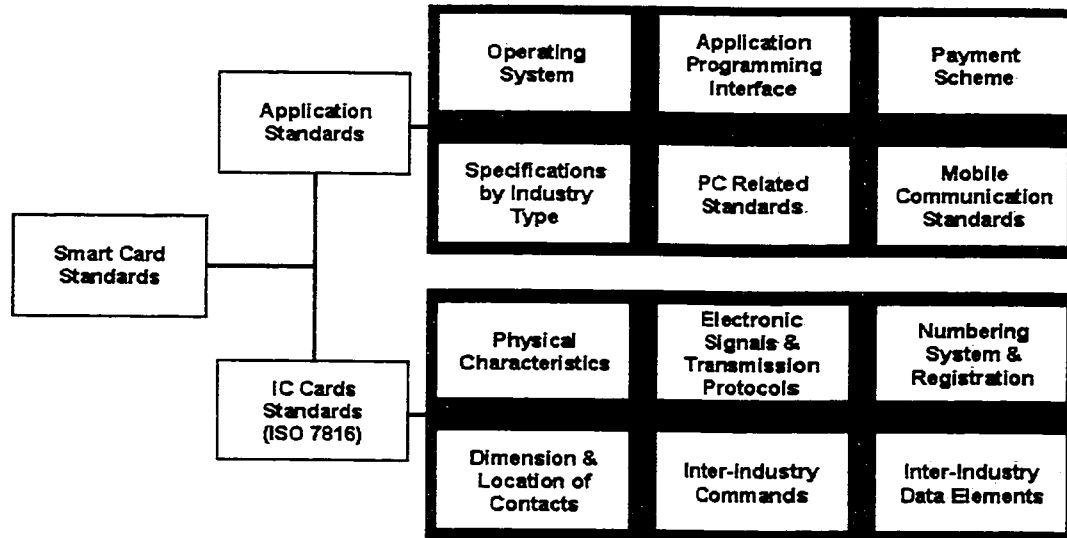 Operating
System
Application
Programming
Interface
Payment
Scheme
Application
Standards
Specifications
by Industry
Type
PC Related
Standards
Mobile
Communication
Standards
Smart Card
Standards
IC Cards
Standards
(ISO 7816)
Physical
Characteristics
Electronic
Signals &
Transmission
Protocols
Numbering
System &
Registration
Dimension &
Location of
Contacts
Inter-Industry
Commands
Inter-Industry
Data Elements